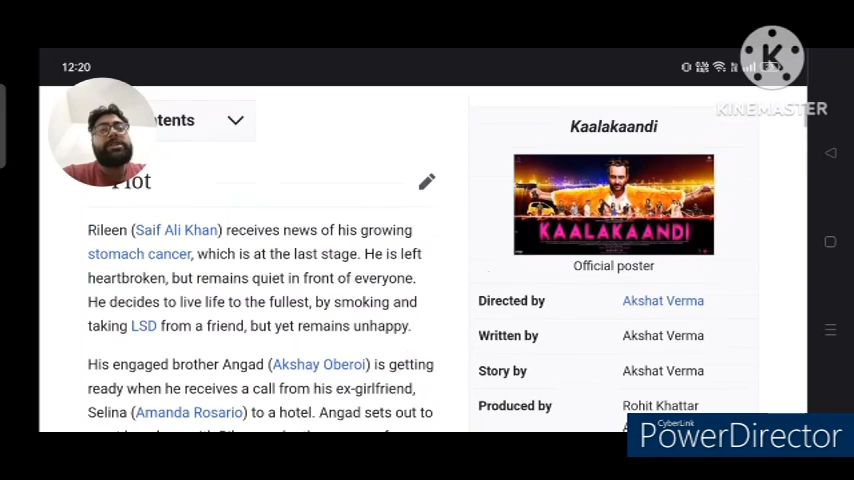 12:20
KINEMASTER
ntents
Plot
Rileen (Saif Ali Khan) receives news of his growing
stomach cancer, which is at the last stage. He is left
heartbroken, but remains quiet in front of everyone.
He decides to live life to the fullest, by smoking and
taking LSD from a friend, but yet remains unhappy.
His engaged brother Angad (Akshay Oberoi) is getting
ready when he receives a call from his ex-girlfriend,
Selina (Amanda Rosario) to a hotel. Angad sets out to
Kaalakaandi
KAALAKAANDI
Official poster
Directed by Akshat Verma
Written by Akshat Verma
Story by Akshat Verma
Produced by Rohit Khattar
CyberLink
PowerDirector